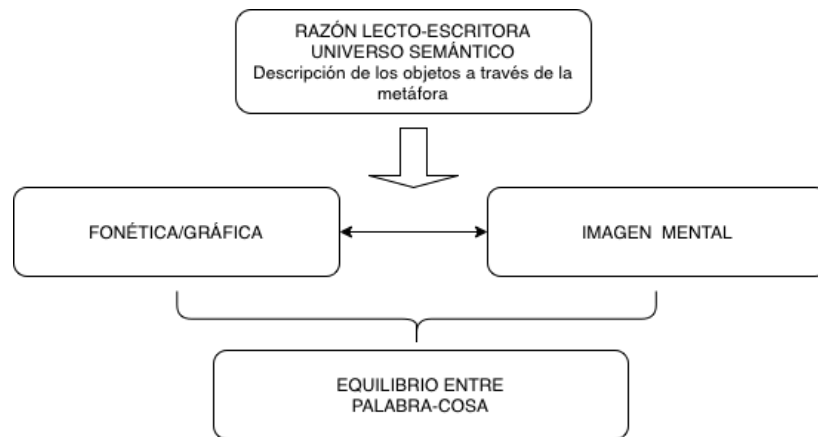 RAZÓN LECTO-ESCRITORA
UNIVERSO SEMÁNTICO
Descripción de los objetos a través de la
metáfora
FONÉTICA/GRÁFICA
IMAGEN MENTAL
EQUILIBRIO ENTRE
PALABRA-COSA